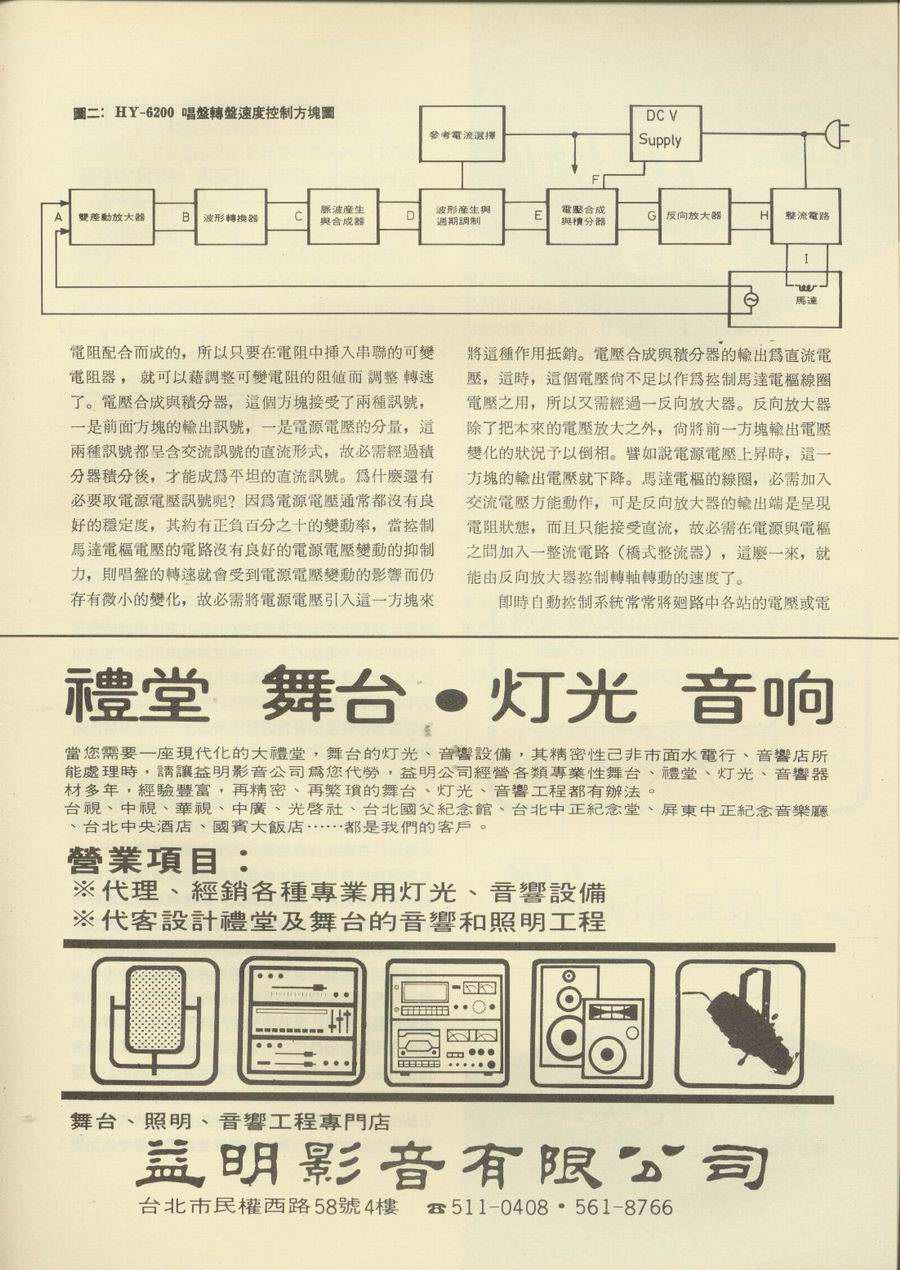 圖二：HY-6200 唱盤轉盤速度控制方塊圖
參考電流選擇
DC V
Supply
F
A
雙差動放大器
B
波形轉換器
C
脈波產生
與合成器
D
波形產生與
週期調制
E
電壓合成
與積分器
G
反向放大器
H
整流電路
I
馬達
電阻配合而成的，所以只要在電阻中挿入串聯的可變
電阻器，就可以藉調整可變電阻的阻値而調整轉速
了。電壓合成與積分器，這個方塊接受了兩種訊號，
一是前面方塊的輸出訊號，一是電源電壓的分量，這
兩種訊號都呈含交流訊號的直流形式，故必需經過積
分器積分後，才能成爲平坦的直流訊號。爲什麽還有
必要取電源電壓訊號呢？因爲電源電壓通常都沒有良
好的穩定度，其約有正負百分之十的變動率，當控制
馬達電樞電壓的電路沒有良好的電源電壓變動的抑制
力，則唱盤的轉速就會受到電源電壓變動的影響而仍
存有微小的變化，故必需將電源電壓引入這一方塊來
將這種作用抵銷。電壓合成與積分器的輸出爲直流電
壓，這時，這個電壓尙不足以作爲控制馬達電樞線圈
電壓之用，所以又需經過一反向放大器。反向放大器
除了把本來的電壓放大之外，尙將前一方塊輸出電壓
變化的狀況予以倒相。譬如說電源電壓上昇時，這一
方塊的輸出電壓就下降。馬達電樞的線圈，必需加入
交流電壓方能動作，可是反向放大器的輸出端是呈現
電阻狀態，而且只能接受直流，故必需在電源與電樞
之間加入一整流電路（橋式整流器），這麽一來，就
能由反向放大器控制轉軸轉動的速度了。
卽時自動控制系統常常將廻路中各站的電壓或電
禮堂 舞台●灯光 音响
當您需要一座現代化的大禮堂，舞台的灯光、音響設備，其精密性已非市面水電行、音響店所
能處理時，請讓益明影音公司爲您代勞，益明公司經營各類專業性舞台、禮堂、灯光、音響器
材多年，經驗豐富，再精密、再繁瑣的舞台、灯光、音響工程都有辦法。
台視、中視、華視、中廣、光啓社、台北國父紀念館、台北中正紀念堂、屏東中正紀念音樂廳
、台北中央酒店、國賓大飯店……都是我們的客戶。
營業項目：
※代理、經銷各種專業用灯光、音響設備
※代客設計禮堂及舞台的音響和照明工程
舞台、照明、音響工程專門店
益明影音有限公司
台北市民權西路58號4樓 ☎511-0408・561-8766